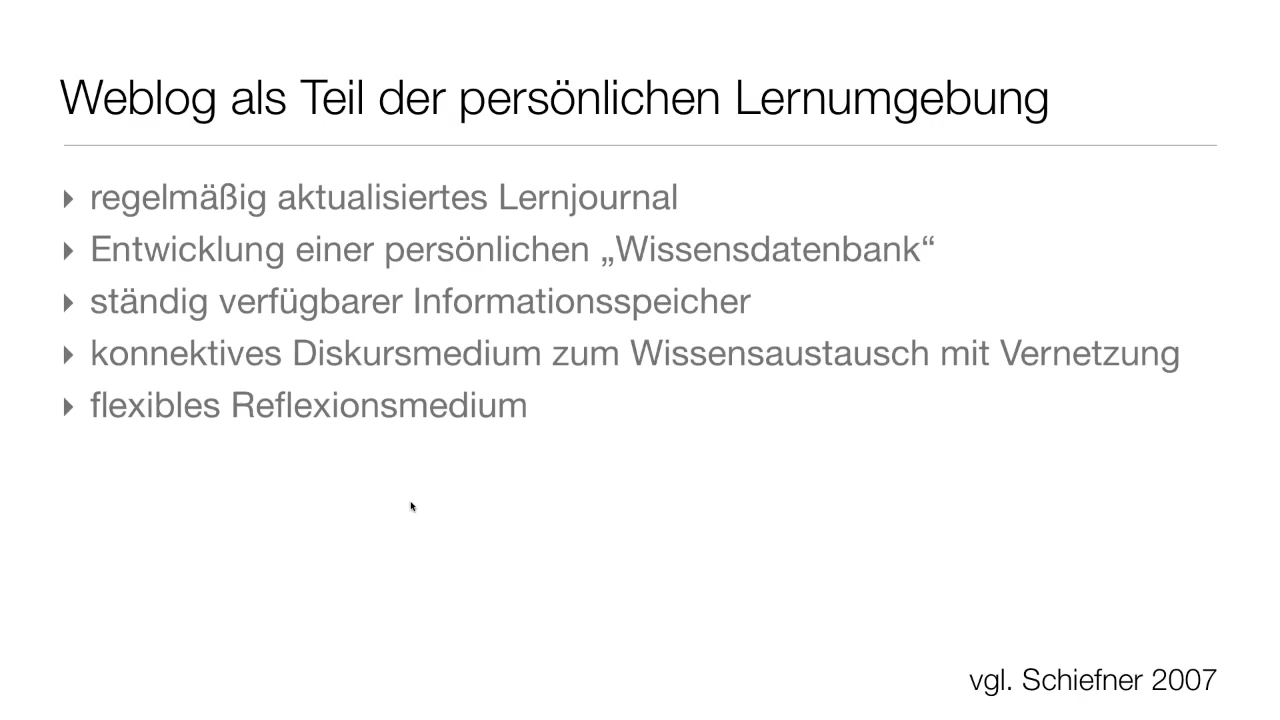 Weblog als Teil der persönlichen Lernumgebung
regelmäßig aktualisiertes Lernjournal
Entwicklung einer persönlichen „Wissensdatenbank“
ständig verfügbarer Informationsspeicher
konnektives Diskursmedium zum Wissensaustausch mit Vernetzung
flexibles Reflexionsmedium
vgl. Schiefner 2007